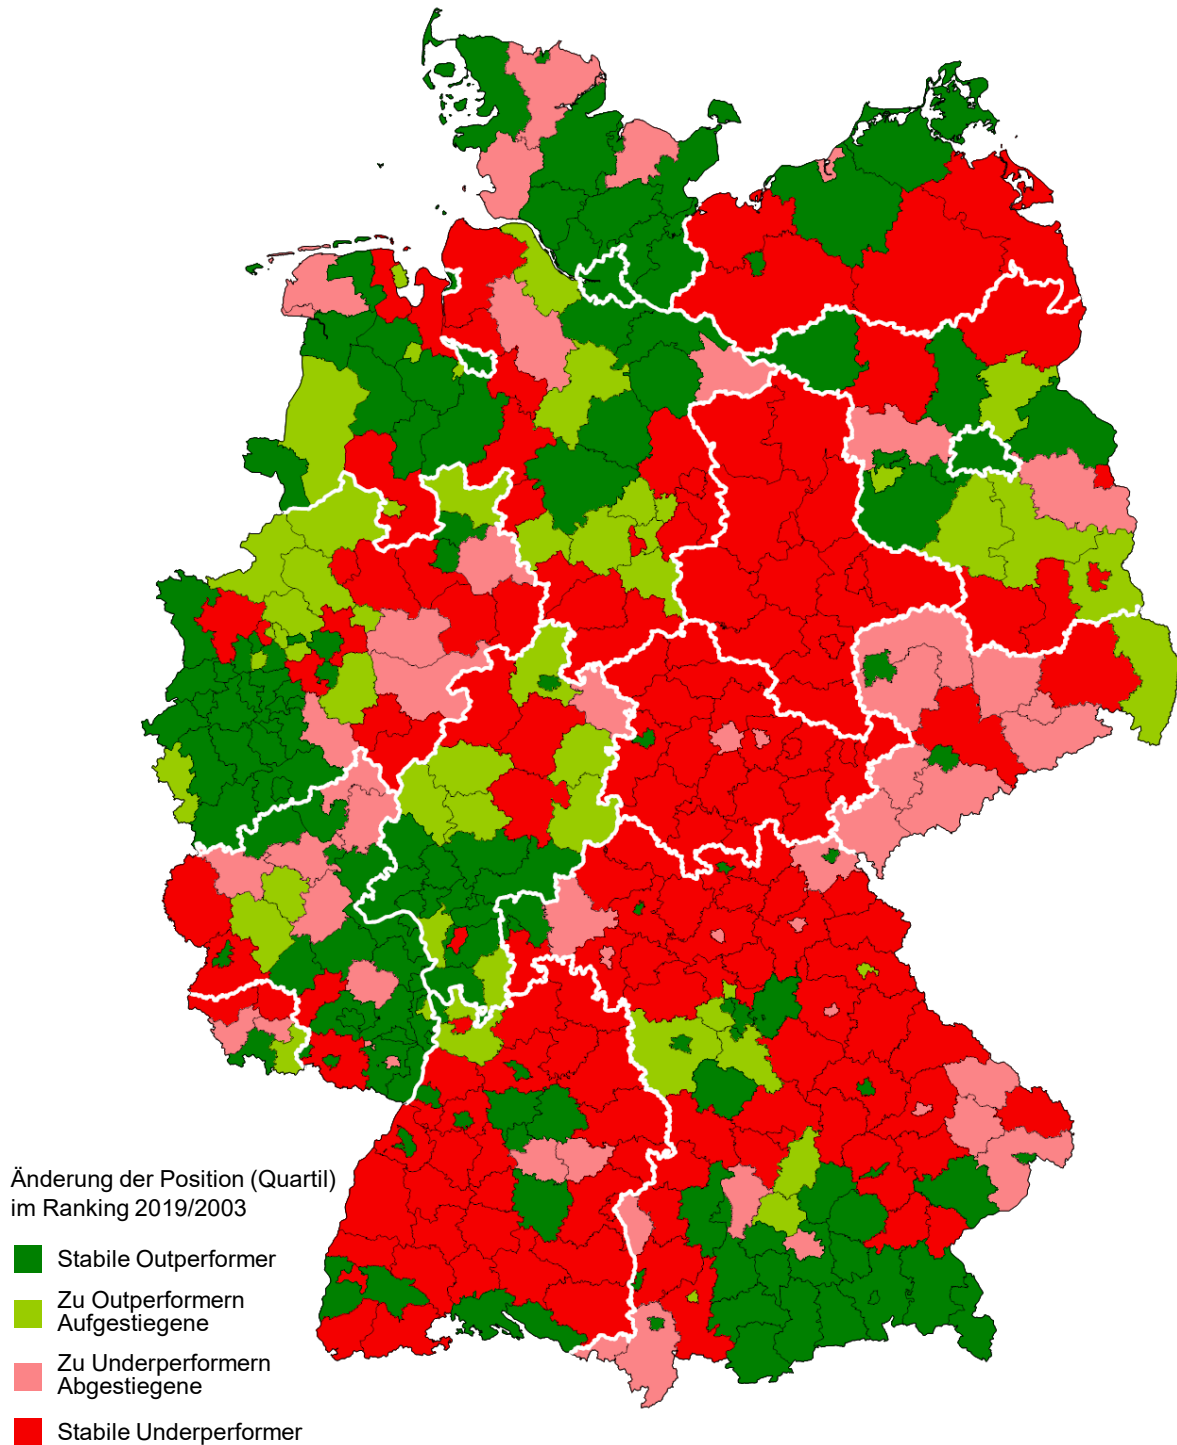 Änderung der Position (Quartil)
im Ranking 2019/2003
Stabile Outperformer
Zu Outperformern
Aufgestiegene
Zu Underperformern
Abgestiegene
Stabile Underperformer